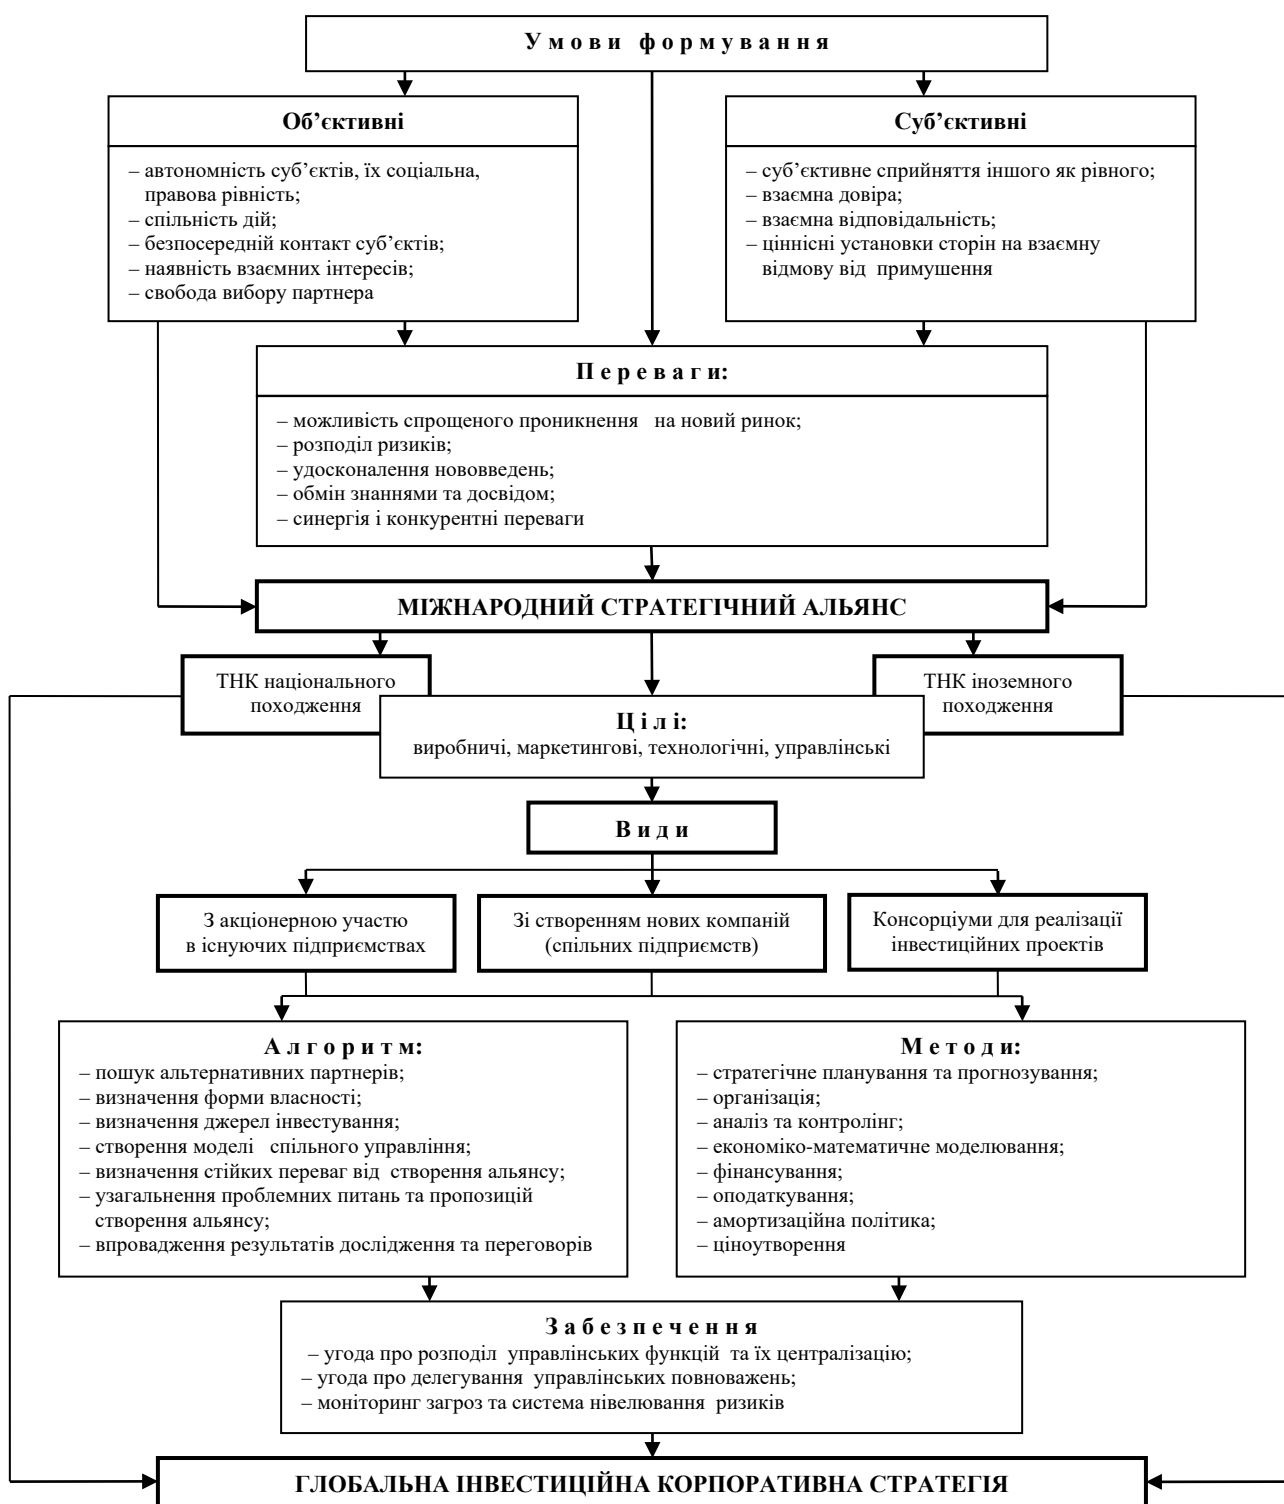 Умови формування
Об’єктивні
– автономність суб’єктів, їх соціальна,
правова рівність;
– спільність дій;
– безпосередній контакт суб’єктів;
– наявність взаємних інтересів;
– свобода вибору партнера
Суб’єктивні
– суб’єктивне сприйняття іншого як рівного;
– взаємна довіра;
– взаємна відповідальність;
– ціннісні установки сторін на взаємну
відмову від примушення
Переваги:
– можливість спрощеного проникнення на новий ринок;
– розподіл ризиків;
– удосконалення нововведень;
– обмін знаннями та досвідом;
– синергія і конкурентні переваги
МІЖНАРОДНИЙ СТРАТЕГІЧНИЙ АЛЬЯНС
ТНК національного
походження
ТНК іноземного
походження
Цілі:
виробничі, маркетингові, технологічні, управлінські
Види
З акціонерною участю
в існуючих підприємствах
Зі створенням нових компаній
(спільних підприємств)
Консорціуми для реалізації
інвестиційних проектів
Алгоритм:
– пошук альтернативних партнерів;
– визначення форми власності;
– визначення джерел інвестування;
– створення моделі спільного управління;
– визначення стійких переваг від створення альянсу;
– узагальнення проблемних питань та пропозицій
створення альянсу;
– впровадження результатів дослідження та переговорів
Методи:
– стратегічне планування та прогнозування;
– організація;
– аналіз та контролінг;
– економіко-математичне моделювання;
– фінансування;
– оподаткування;
– амортизаційна політика;
– ціноутворення
Забезпечення
– угода про розподіл управлінських функцій та їх централізацію;
– угода про делегування управлінських повноважень;
– моніторинг загроз та система нівелювання ризиків
ГЛОБАЛЬНА ІНВЕСТИЦІЙНА КОРПОРАТИВНА СТРАТЕГІЯ